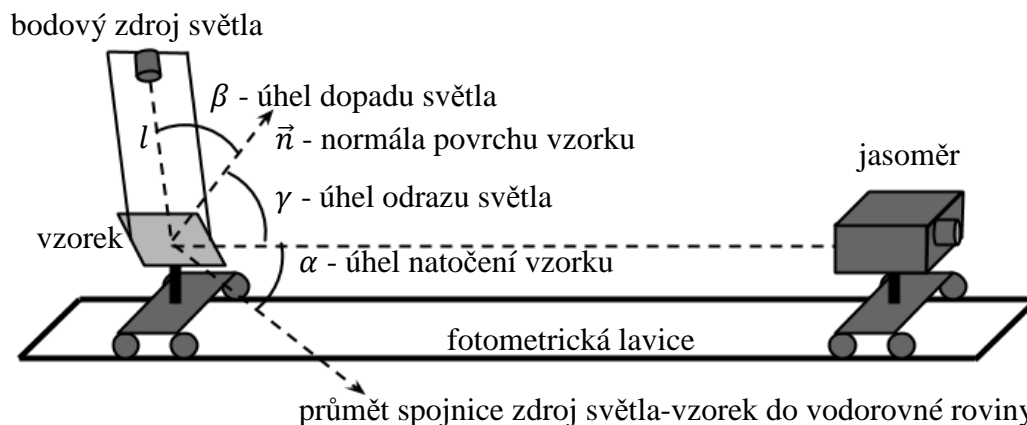 bodový zdroj světla
β - úhel dopadu světla
l
n⃗ - normála povrchu vzorku
jasoměr
γ - úhel odrazu světla
vzorek
α - úhel natočení vzorku
fotometrická lavice
průmět spojnice zdroj světla-vzorek do vodorovné roviny